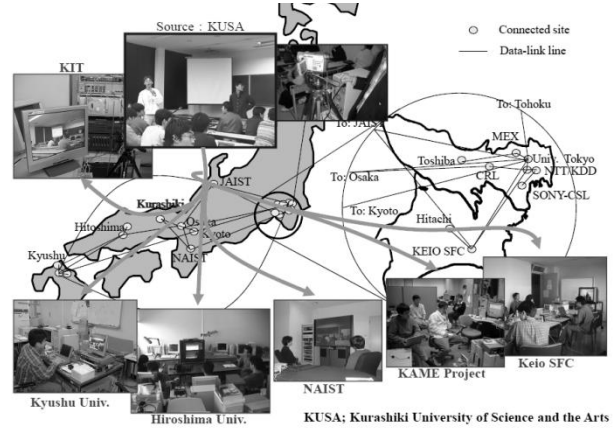 Source : KUSA
KIT
Connected site
Data-link line
To: Tohoku
To: JAIST
MEX
Toshiba
Univ. Tokyo
CRL
NTT KDD
To: Osaka
SONY-CSL
To: Kyoto
JAIST
Kurashiki
Hitoshima
Osaka
Kyoto
Hitachi
NAIST
KEIO SFC
Kyushu
Kyushu Univ.
Hiroshima Univ.
NAIST
KAME Project
Keio SFC
KUSA; Kurashiki University of Science and the Arts